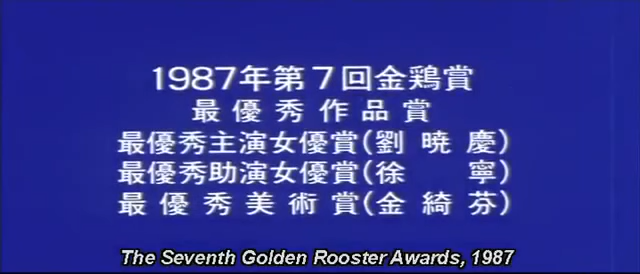 1987年第7回金鶏賞
最優秀作品賞
最優秀主演女優賞(劉暁慶)
最優秀助演女優賞(徐　寧)
最優秀美術賞(金綺芬)
The Seventh Golden Rooster Awards, 1987